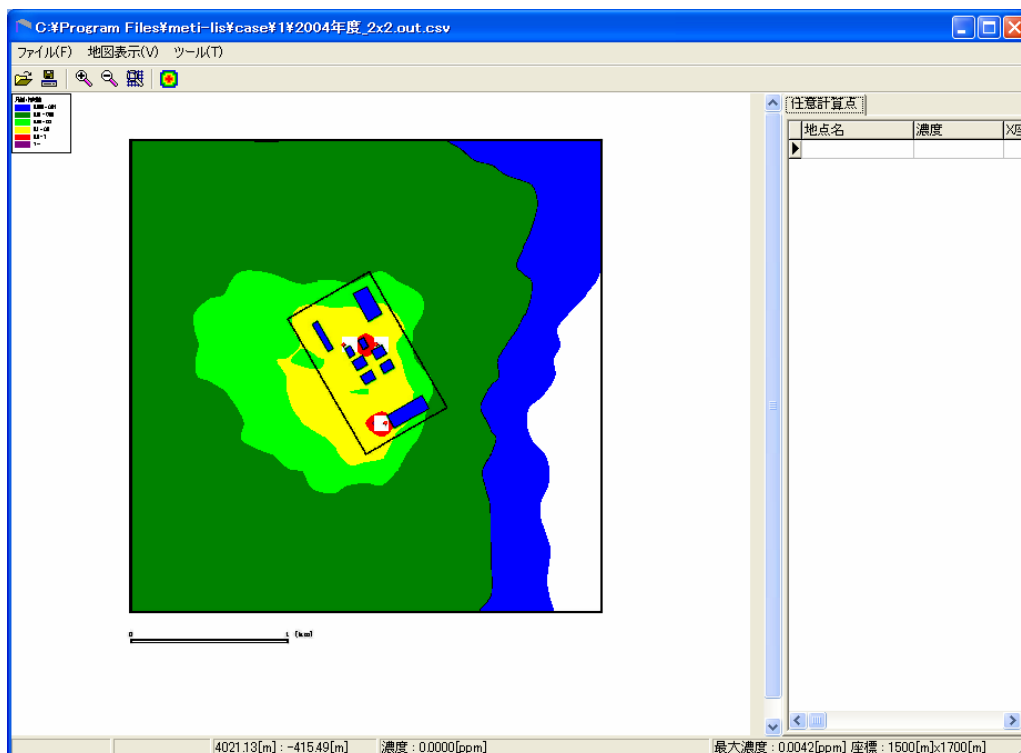 C:¥Program Files¥meti-lis¥case¥1¥2004年度_2x2.out.csv
ファイル(F) 地図表示(V) ツール(T)
任意計算点
地点名 濃度
0 1 [km]
4021.13[m] : -415.49[m] 濃度 : 0.0000[ppm] 最大濃度 : 0.0042[ppm] 座標 : 1500[m]x1700[m]